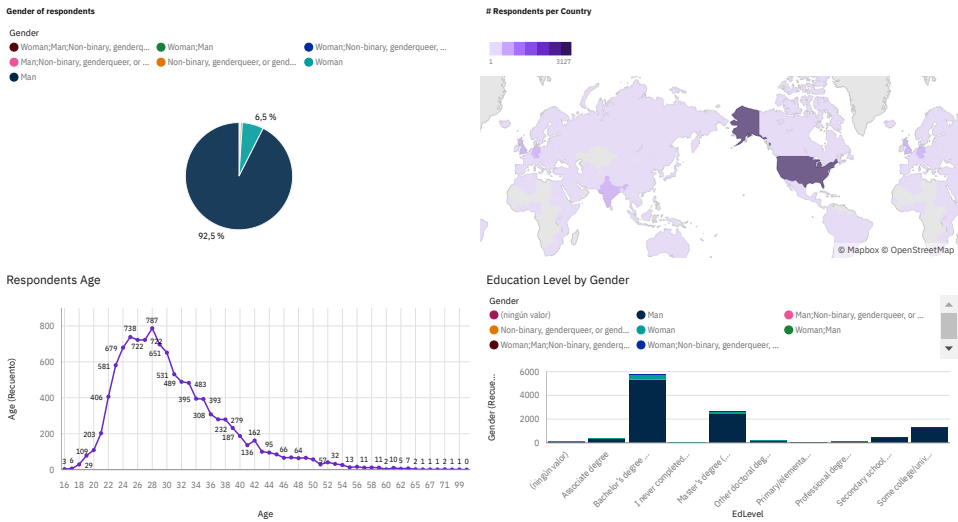 Gender of respondents
Gender
Woman;Man;Non-binary, genderq...
Woman;Man
Woman;Non-binary, genderqueer, ...
Man;Non-binary, genderqueer, or ...
Non-binary, genderqueer, or gend...
Woman
Man
6,5 %
92,5 %
# Respondents per Country
1
3127
© Mapbox © OpenStreetMap
Respondents Age
Age (Recuento)
800
600
400
200
0
3 6 29 109 203 406 581 679 738 722 787 722 651 531 489 483 395 393 308 279 232 187 136 162 95 66 64 57 32 13 11 2 10 5 7 2 1 1 1 2 1 1 0
16 18 20 22 24 26 28 30 32 34 36 38 40 42 44 46 48 50 52 54 56 58 60 62 65 67 69 71 99
Age
Education Level by Gender
Gender
(ningún valor)
Man
Man;Non-binary, genderqueer, or ...
Non-binary, genderqueer, or gend...
Woman
Woman;Man
Woman;Man;Non-binary, genderq...
Woman;Non-binary, genderqueer, ...
Gender (Recue...
6000
4000
2000
0
(ningún valor)
Associate degree
Bachelor's degree ...
I never completed...
Master's degree (...
Other doctoral deg...
Primary/elementa...
Professional degre...
Secondary school ...
Some college/univ...
EdLevel